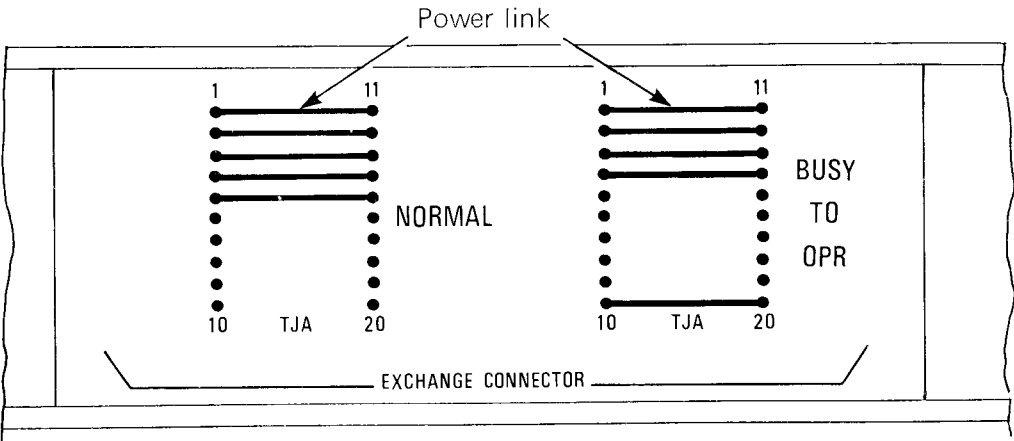 Power link
1 11
NORMAL
10 TJA 20
1 11
BUSY
TO
OPR
10 TJA 20
EXCHANGE CONNECTOR